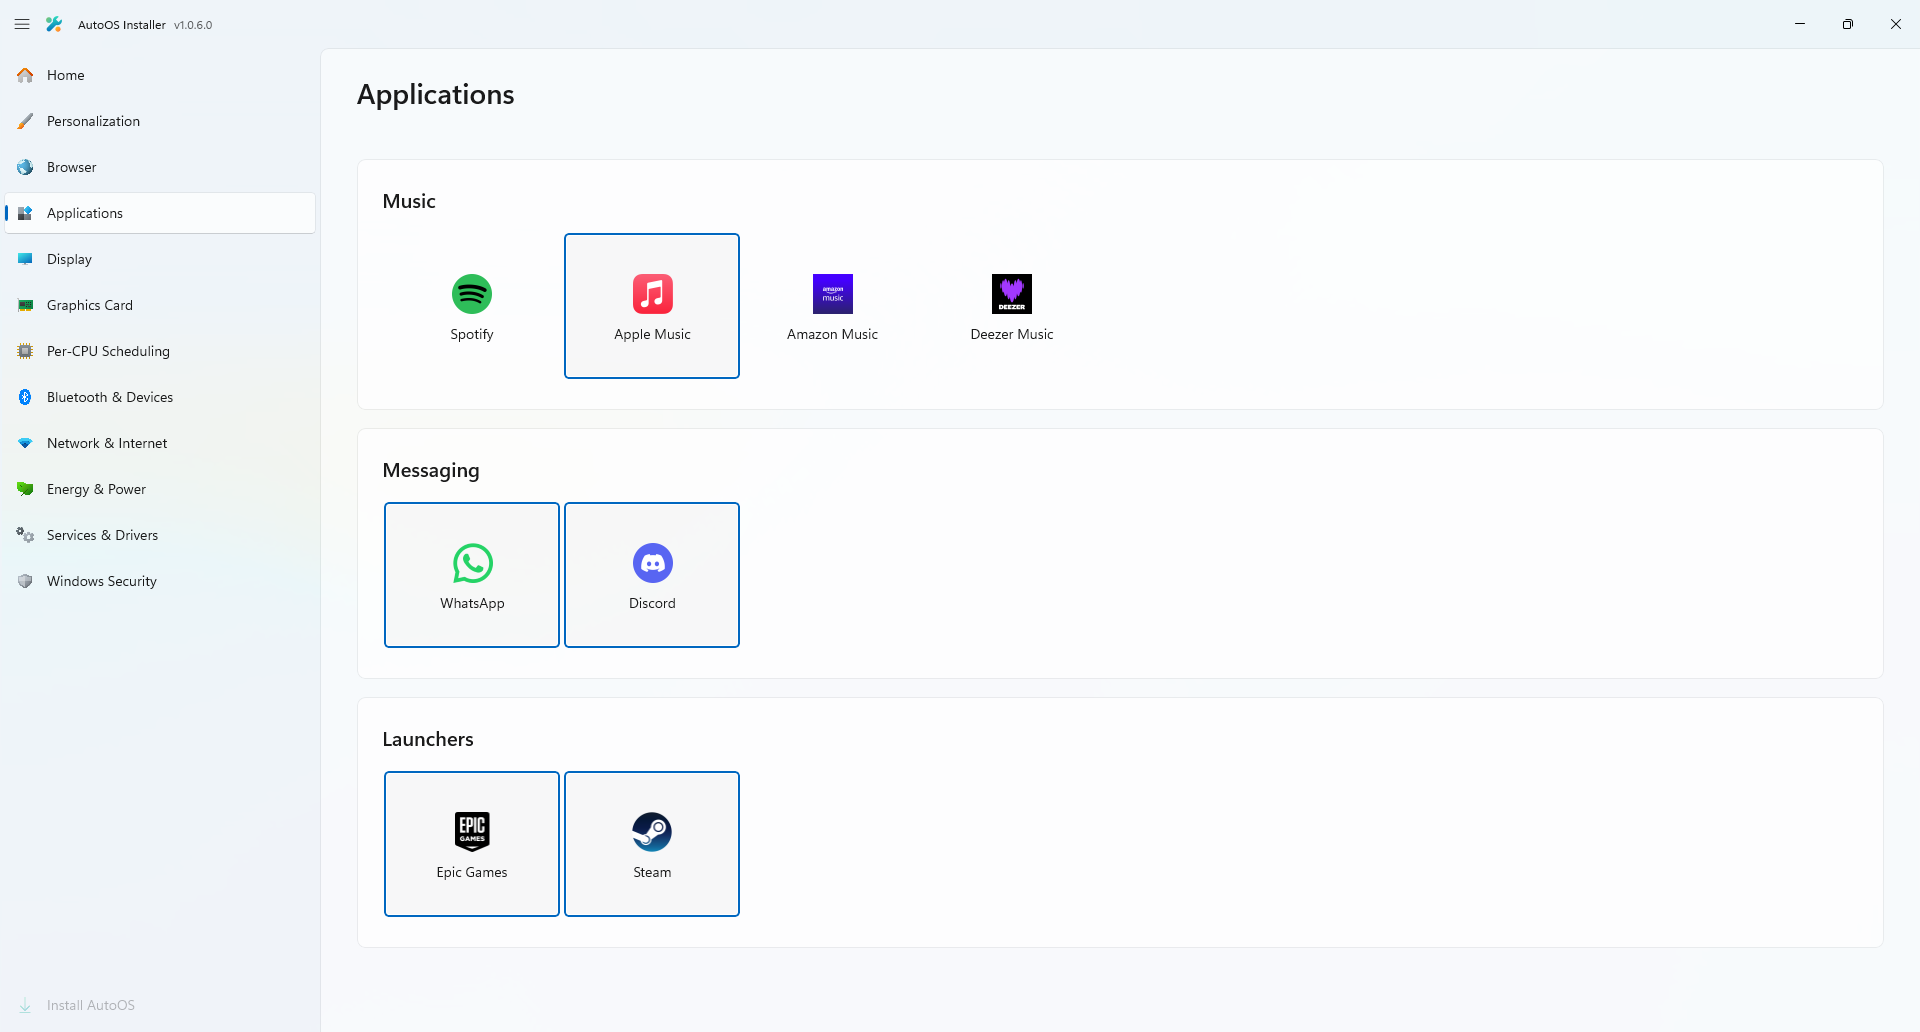 AutoOS Installer v1.0.6.0
Home
Personalization
Browser
Applications
Display
Graphics Card
Per-CPU Scheduling
Bluetooth & Devices
Network & Internet
Energy & Power
Services & Drivers
Windows Security
Install AutoOS
Applications
Music
Spotify
Apple Music
amazon
music
Amazon Music
DEEZER
Deezer Music
Messaging
WhatsApp
Discord
Launchers
EPIC
GAMES
Epic Games
Steam